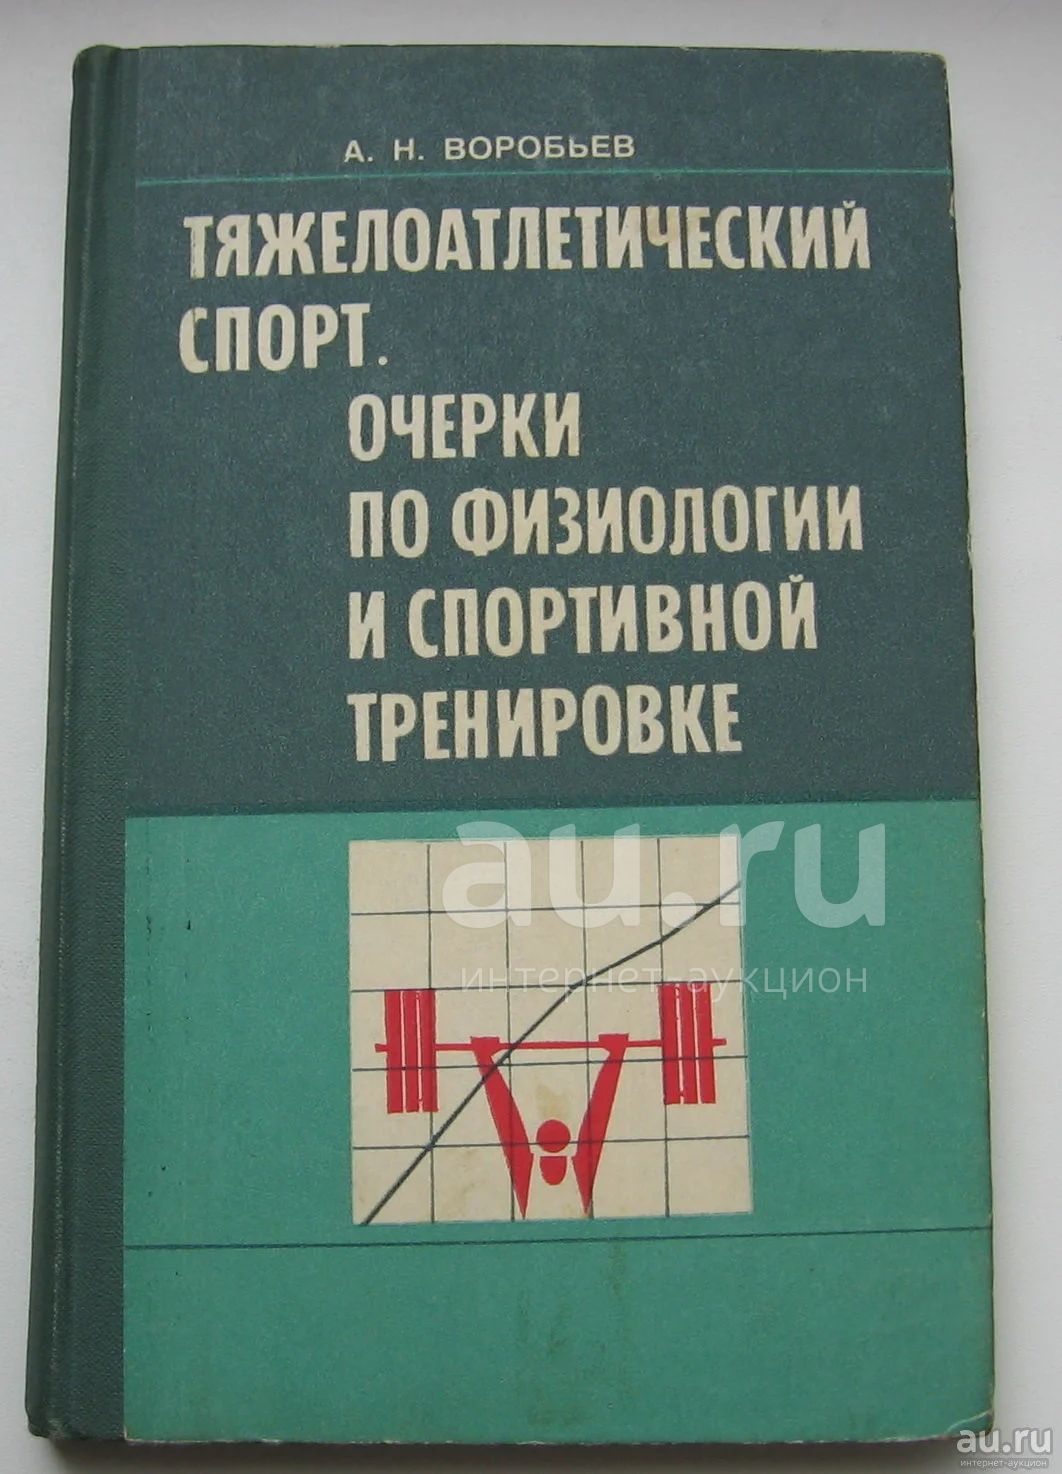 А. Н. ВОРОБЬЕВ
ТЯЖЕЛОАТЛЕТИЧЕСКИЙ
СПОРТ.
ОЧЕРКИ
ПО ФИЗИОЛОГИИ
И СПОРТИВНОЙ
ТРЕНИРОВКЕ
au.ru
интернет-аукцион
au.ru
интернет-аукцион